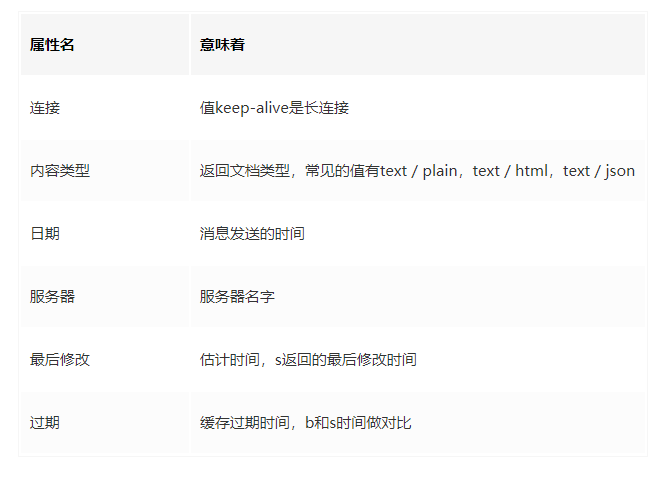 属性名 意味着
连接 值keep-alive是长连接
内容类型 返回文档类型，常见的值有text / plain，text / html，text / json
日期 消息发送的时间
服务器 服务器名字
最后修改 估计时间，s返回的最后修改时间
过期 缓存过期时间，b和s时间做对比